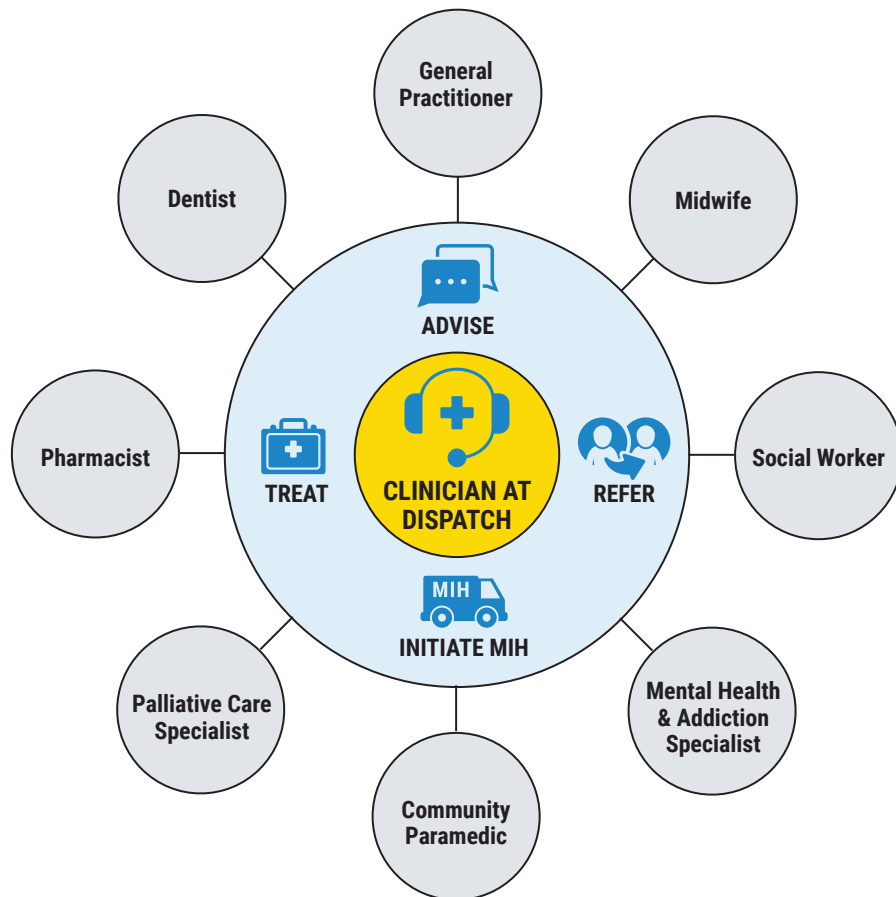 General
Practitioner
Dentist
Midwife
ADVISE
Pharmacist
TREAT
CLINICIAN AT
DISPATCH
REFER
Social Worker
MIH
INITIATE MIH
Palliative Care
Specialist
Mental Health
& Addiction
Specialist
Community
Paramedic